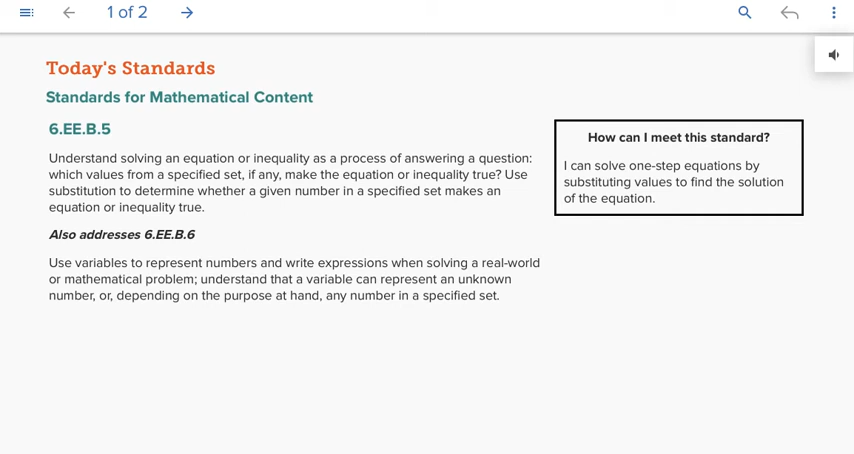 1 of 2
Today's Standards
Standards for Mathematical Content
6.EE.B.5
Understand solving an equation or inequality as a process of answering a question:
which values from a specified set, if any, make the equation or inequality true? Use
substitution to determine whether a given number in a specified set makes an
equation or inequality true.
Also addresses 6.EE.B.6
Use variables to represent numbers and write expressions when solving a real-world
or mathematical problem; understand that a variable can represent an unknown
number, or, depending on the purpose at hand, any number in a specified set.
How can I meet this standard?
I can solve one-step equations by
substituting values to find the solution
of the equation.